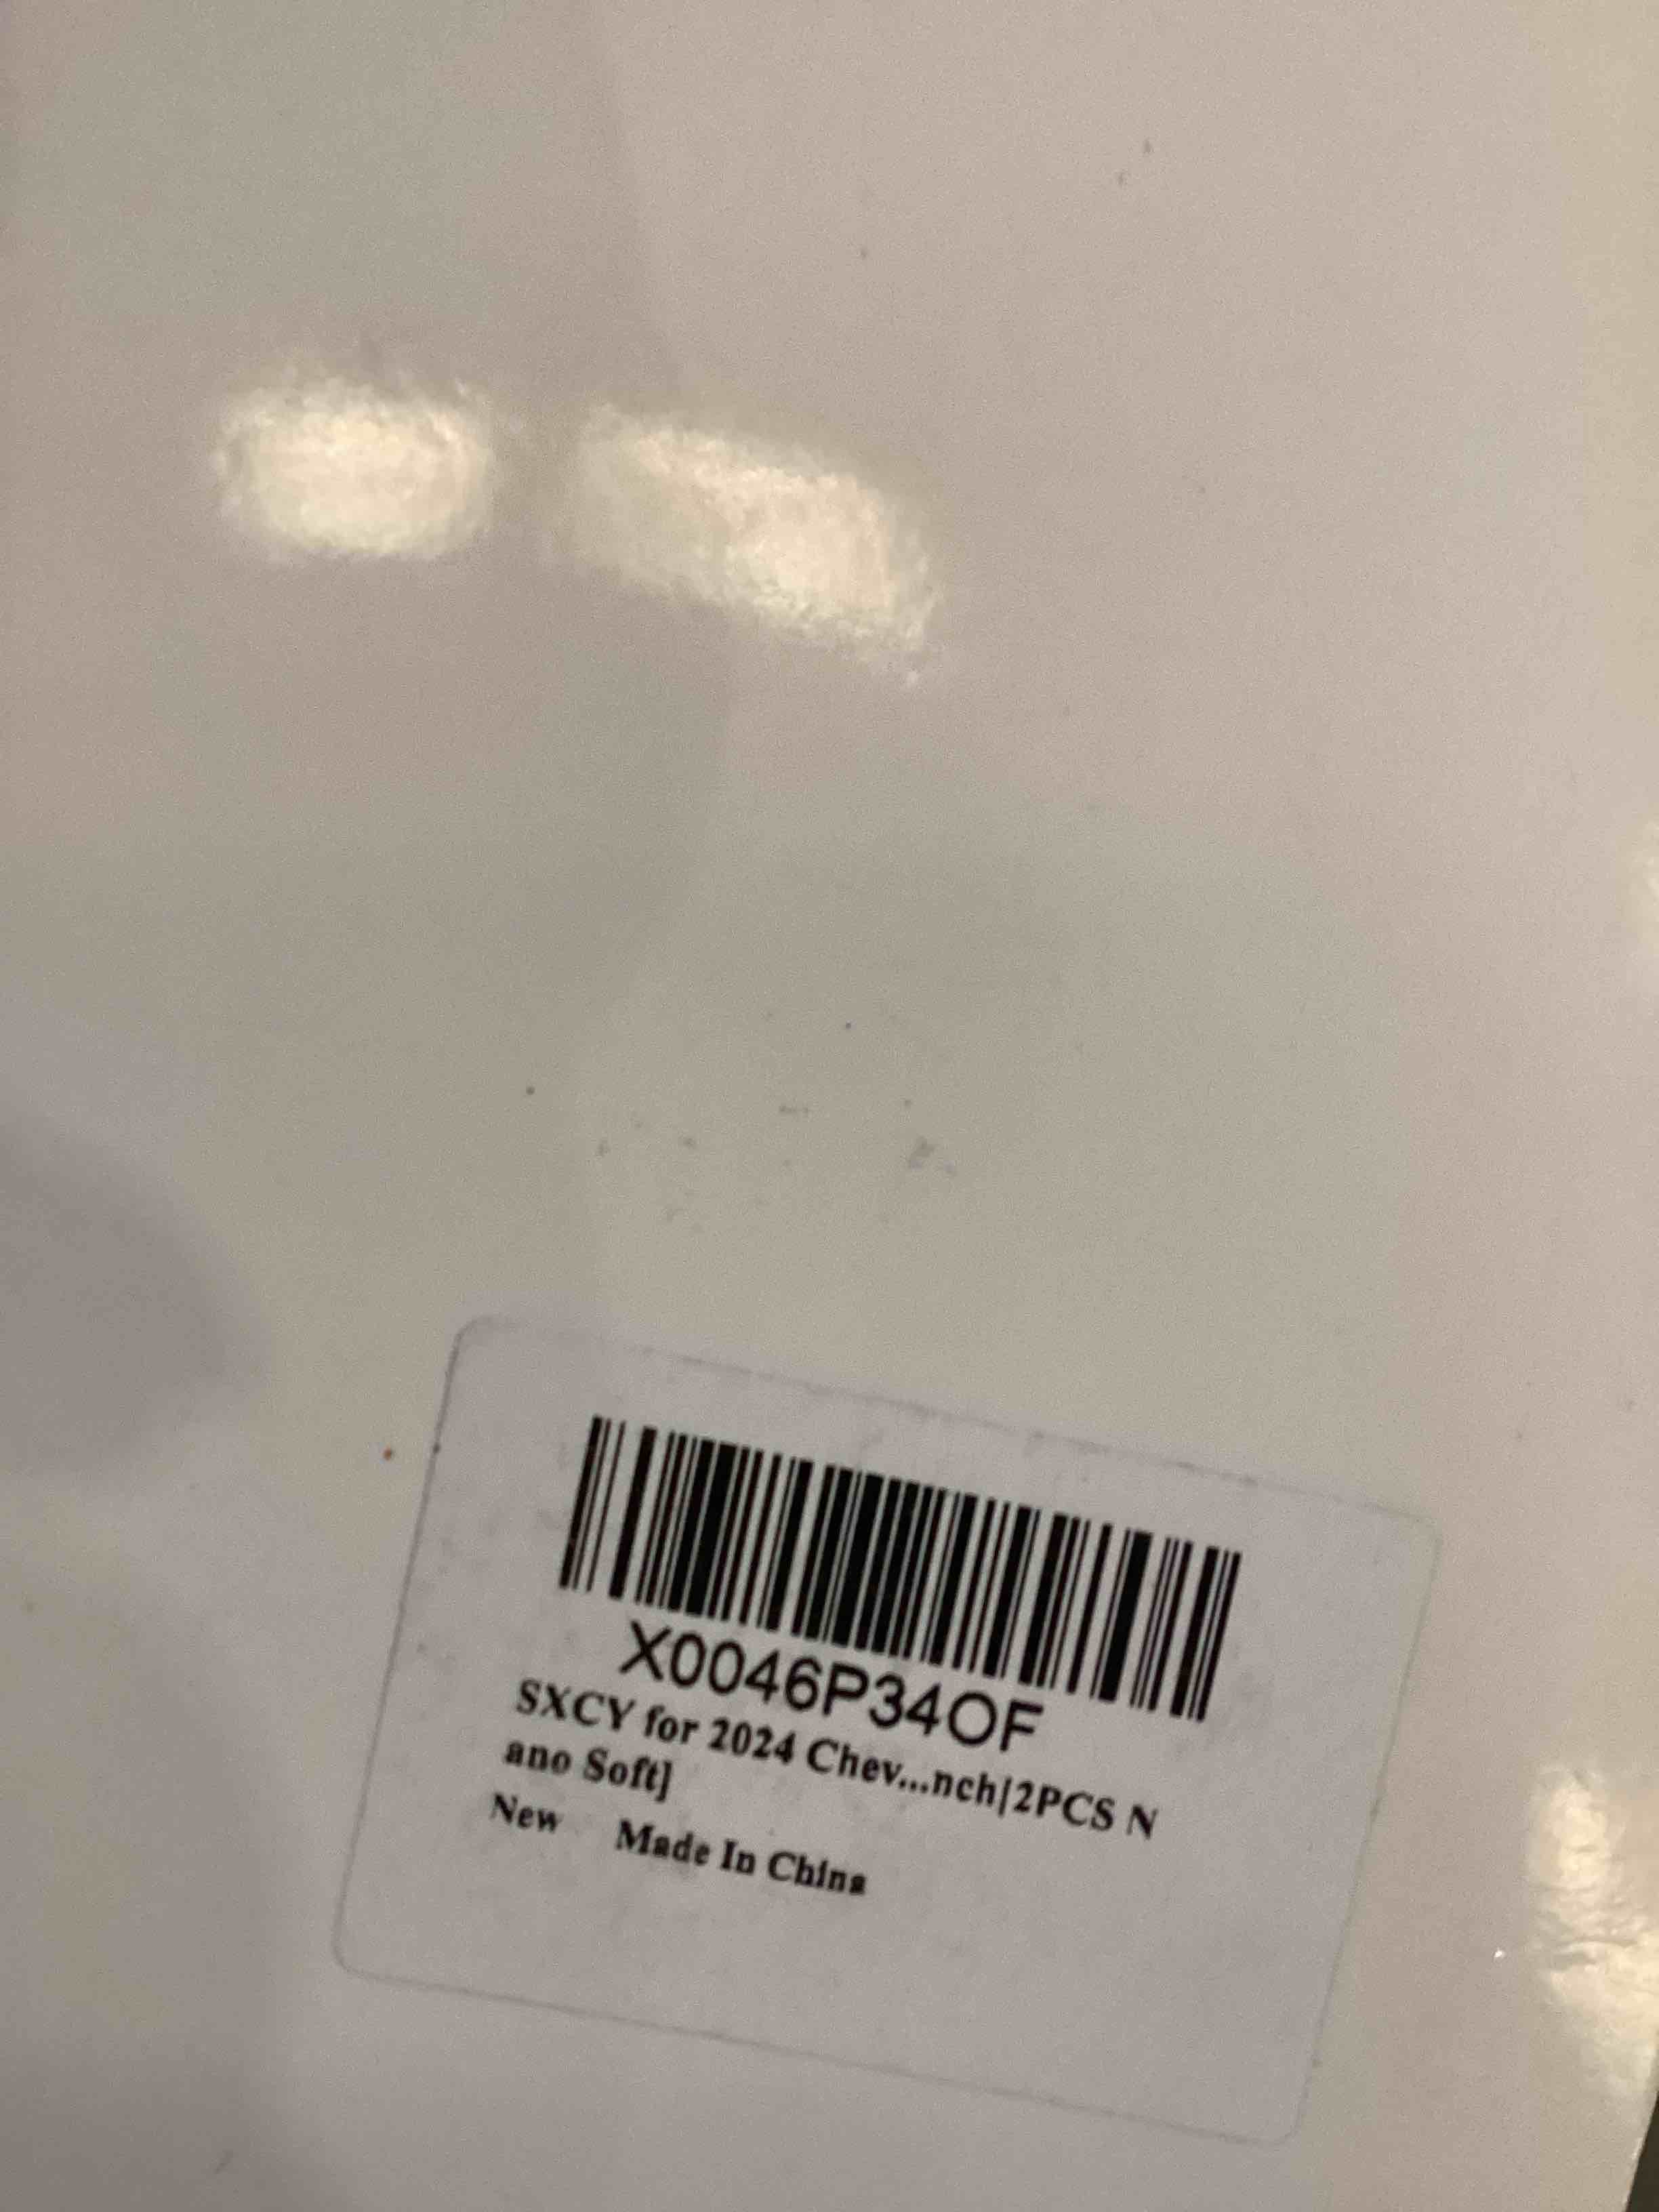 X0046P34OF
SXCY for 2024 Chev...nch|2PCS N
ano Soft]
New Made In China